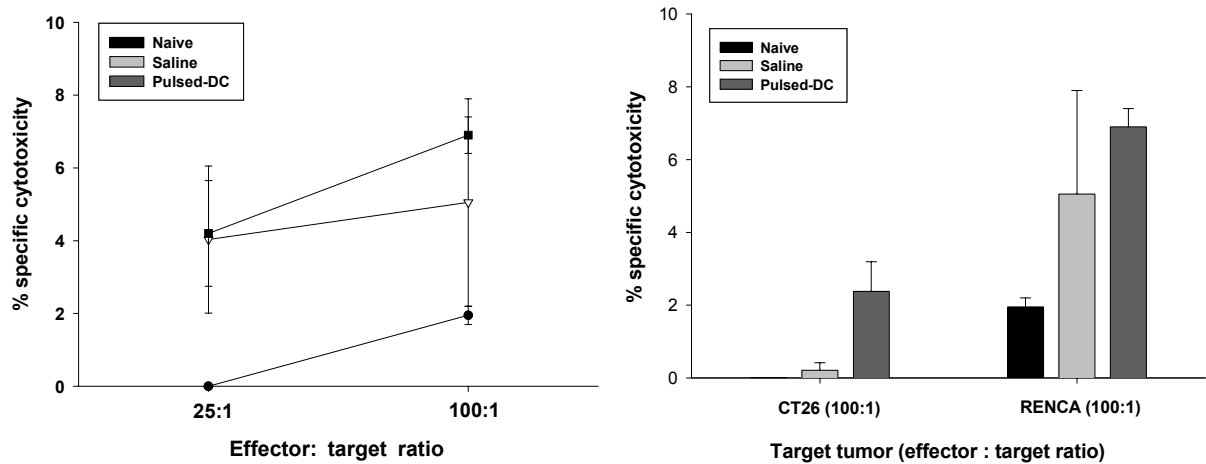 10
8
6
4
2
0
% specific cytotoxicity
Naive
Saline
Pulsed-DC
25:1
100:1
Effector: target ratio
10
8
6
4
2
0
% specific cytotoxicity
Naive
Saline
Pulsed-DC
CT26 (100:1)
RENCA (100:1)
Target tumor (effector : target ratio)